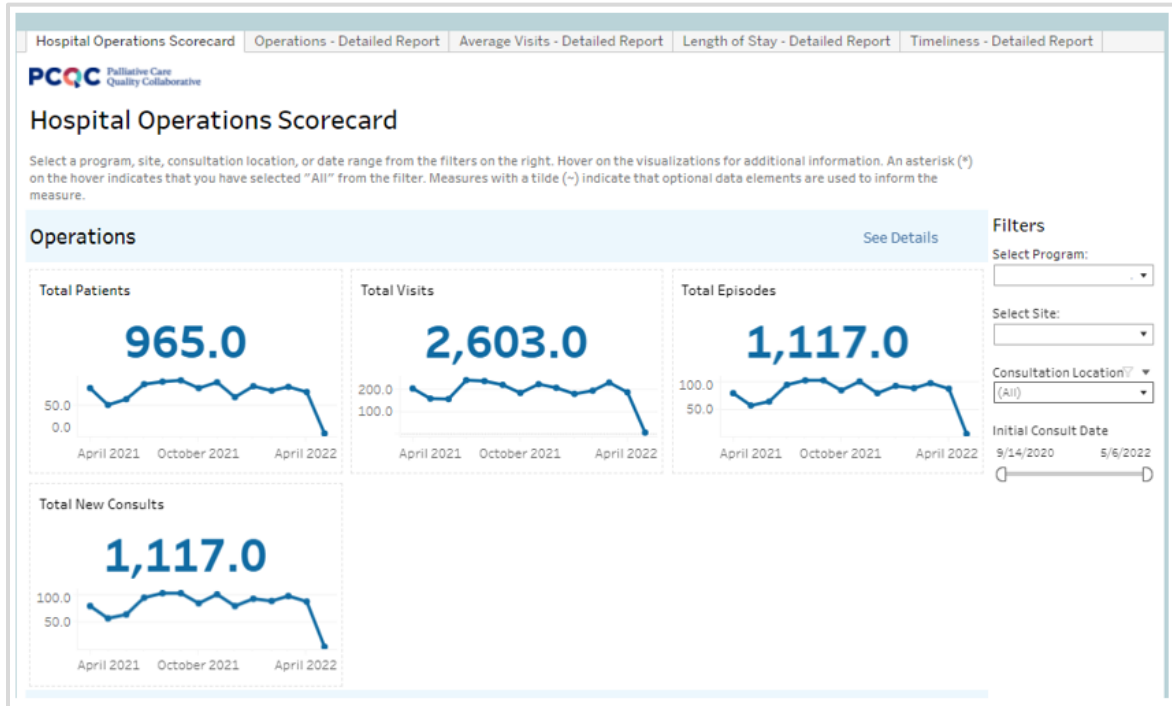 Hospital Operations Scorecard
Operations - Detailed Report
Average Visits - Detailed Report
Length of Stay - Detailed Report
Timeliness - Detailed Report
PCQC Palliative Care
Quality Collaborative
Hospital Operations Scorecard
Select a program, site, consultation location, or date range from the filters on the right. Hover on the visualizations for additional information. An asterisk (*)
on the hover indicates that you have selected "All" from the filter. Measures with a tilde (~) indicate that optional data elements are used to inform the
measure.
Operations
See Details
Total Patients
965.0
50.0
0.0
April 2021 October 2021 April 2022
Total Visits
2,603.0
200.0
100.0
April 2021 October 2021 April 2022
Total Episodes
1,117.0
100.0
50.0
April 2021 October 2021 April 2022
Total New Consults
1,117.0
100.0
50.0
April 2021 October 2021 April 2022
Filters
Select Program:
Select Site:
Consultation Location
(All)
Initial Consult Date
9/14/2020 5/6/2022